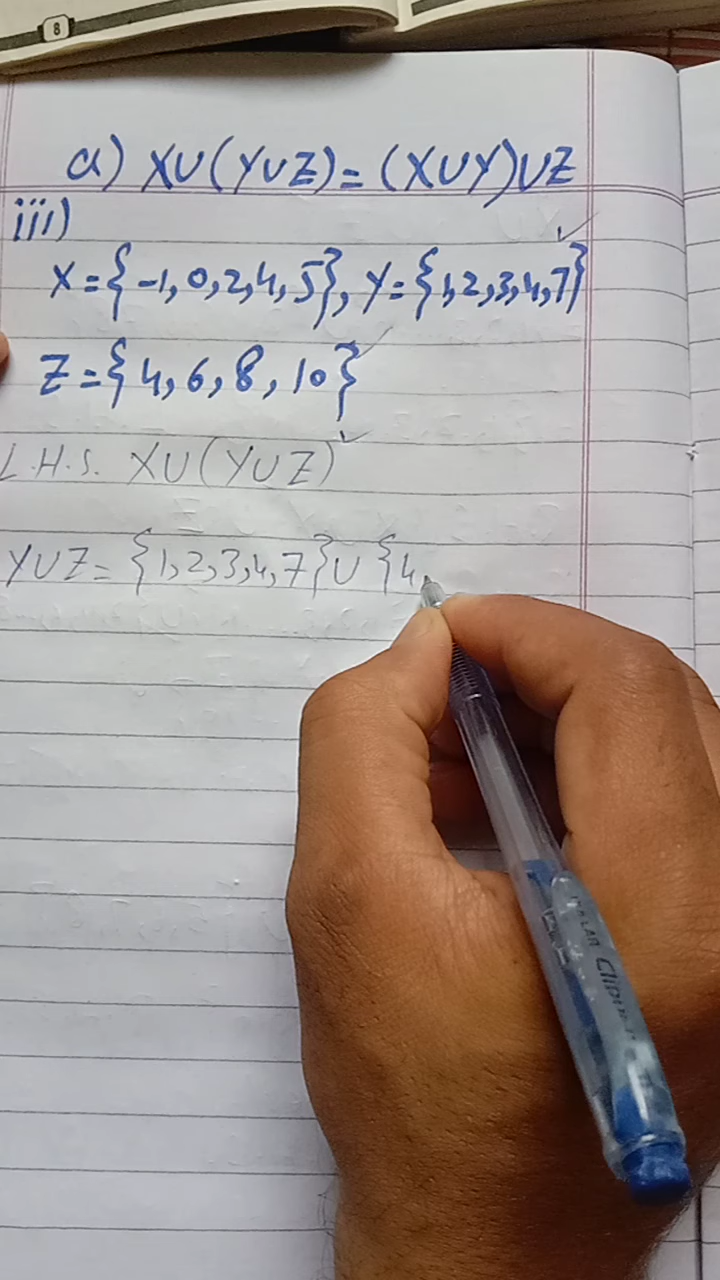 8
a) XU(YUZ)=(XUY)UZ
iii)
X={-1,0,2,4,5}, Y={1,2,3,4,7}
Z={4,6,8,10}
L.H.S. XU(YUZ)
YUZ={1,2,3,4,7}U{4,